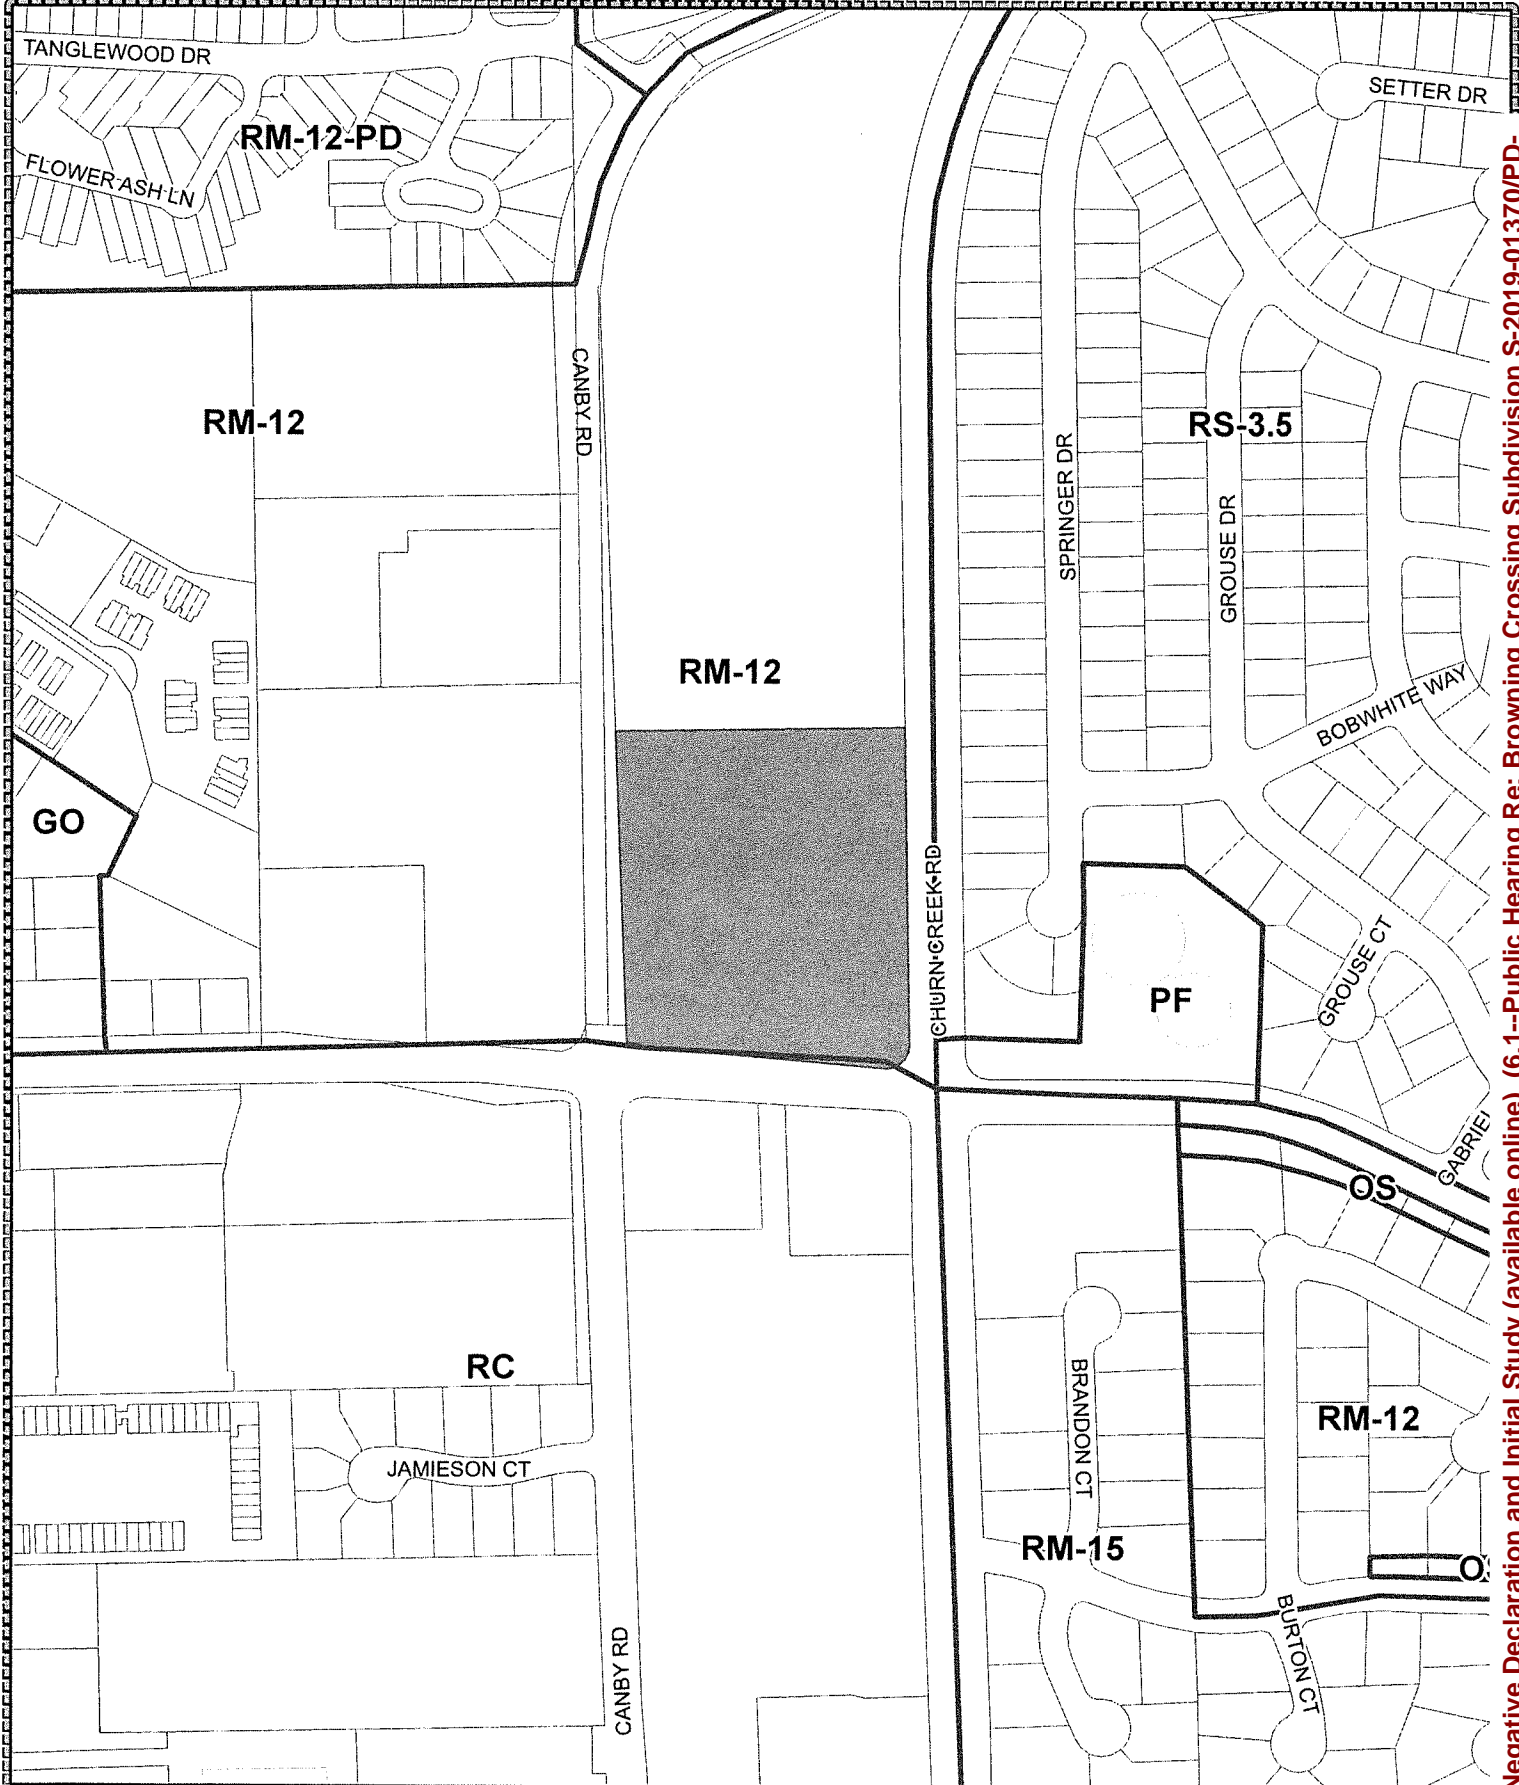 TANGLEWOOD DR
SETTER DR
RM-12-PD
FLOWER ASH LN
CANBY RD
RM-12
RS-3.5
SPRINGER DR
GROUSE DR
RM-12
BOBWHITE WAY
GO
CHURN CREEK RD
GROUSE CT
PF
GABRIEL
OS
RC
BRANDON CT
RM-12
JAMIESON CT
RM-15
OS
BURTON CT
CANBY RD
Negative Declaration and Initial Study (available online) (6.1--Public Hearing Re: Browning Crossing Subdivision S-2019-01370/PD-